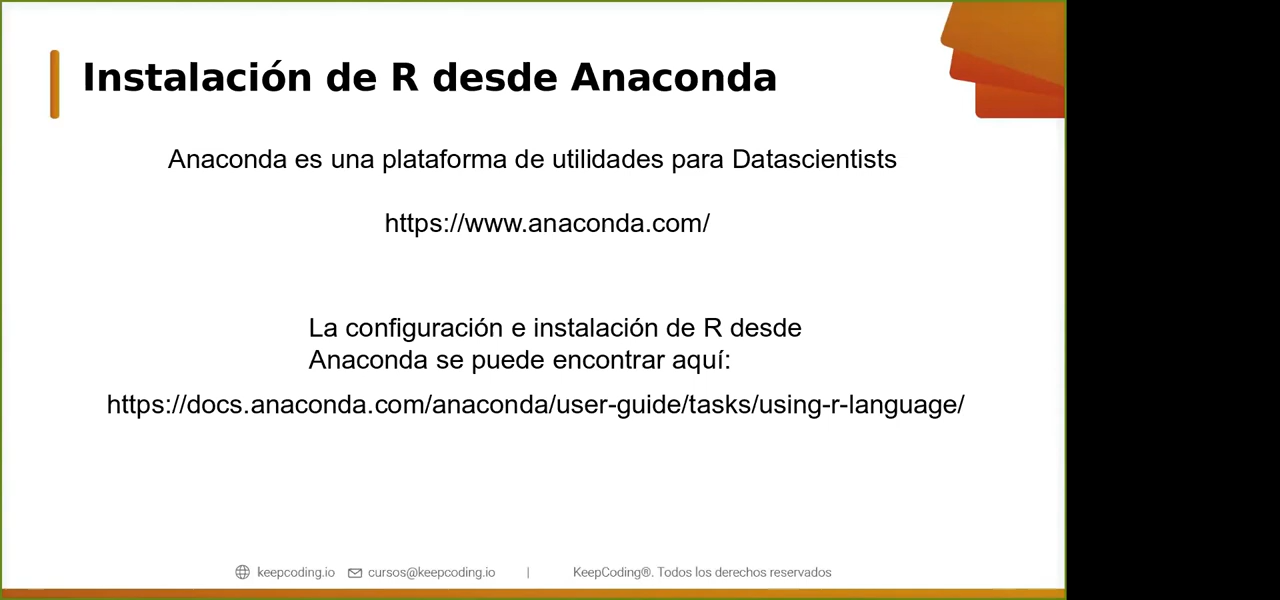 Instalación de R desde Anaconda
Anaconda es una plataforma de utilidades para Datascientists
https://www.anaconda.com/
La configuración e instalación de R desde
Anaconda se puede encontrar aquí:
https://docs.anaconda.com/anaconda/user-guide/tasks/using-r-language/
keepcoding.io cursos@keepcoding.io | KeepCoding®. Todos los derechos reservados